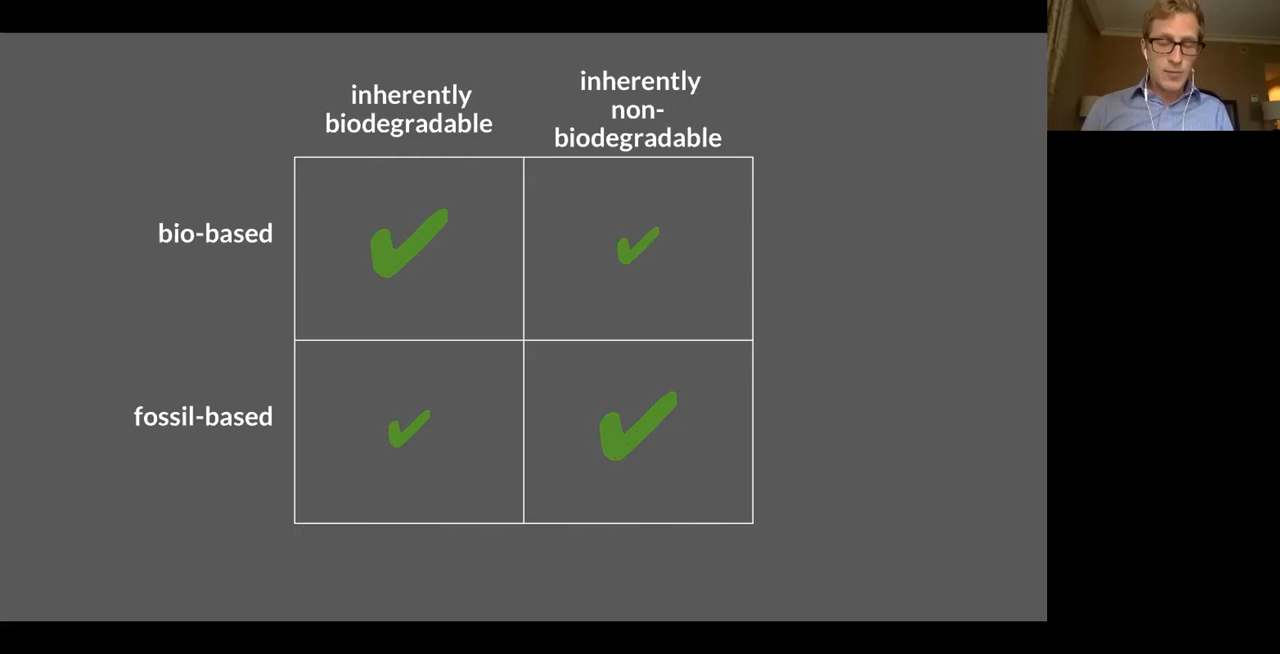 inherently
biodegradable
inherently
non-
biodegradable
bio-based
fossil-based